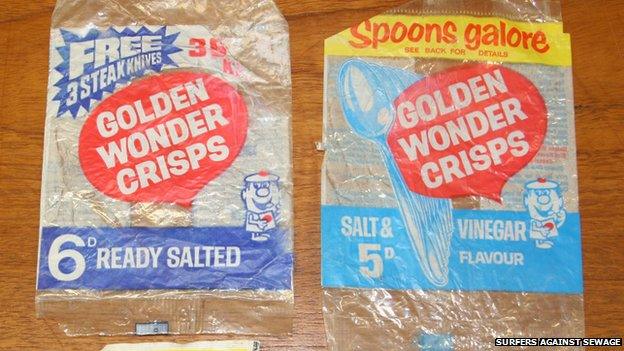 FREE
3 STEAK KNIVES
GOLDEN
WONDER
CRISPS
6D READY SALTED
Spoons galore
SEE BACK FOR DETAILS
GOLDEN
WONDER
CRISPS
SALT & VINEGAR
5D FLAVOUR
SURFERS AGAINST SEWAGE